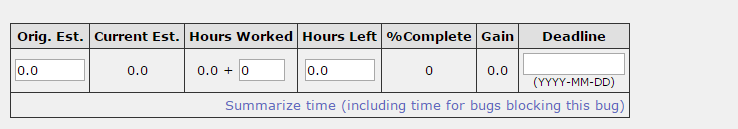 Orig. Est. Current Est. Hours Worked Hours Left %Complete Gain Deadline
0.0 0.0 0.0 + 0 0.0 0 0.0
(YYYY-MM-DD)
Summarize time (including time for bugs blocking this bug)